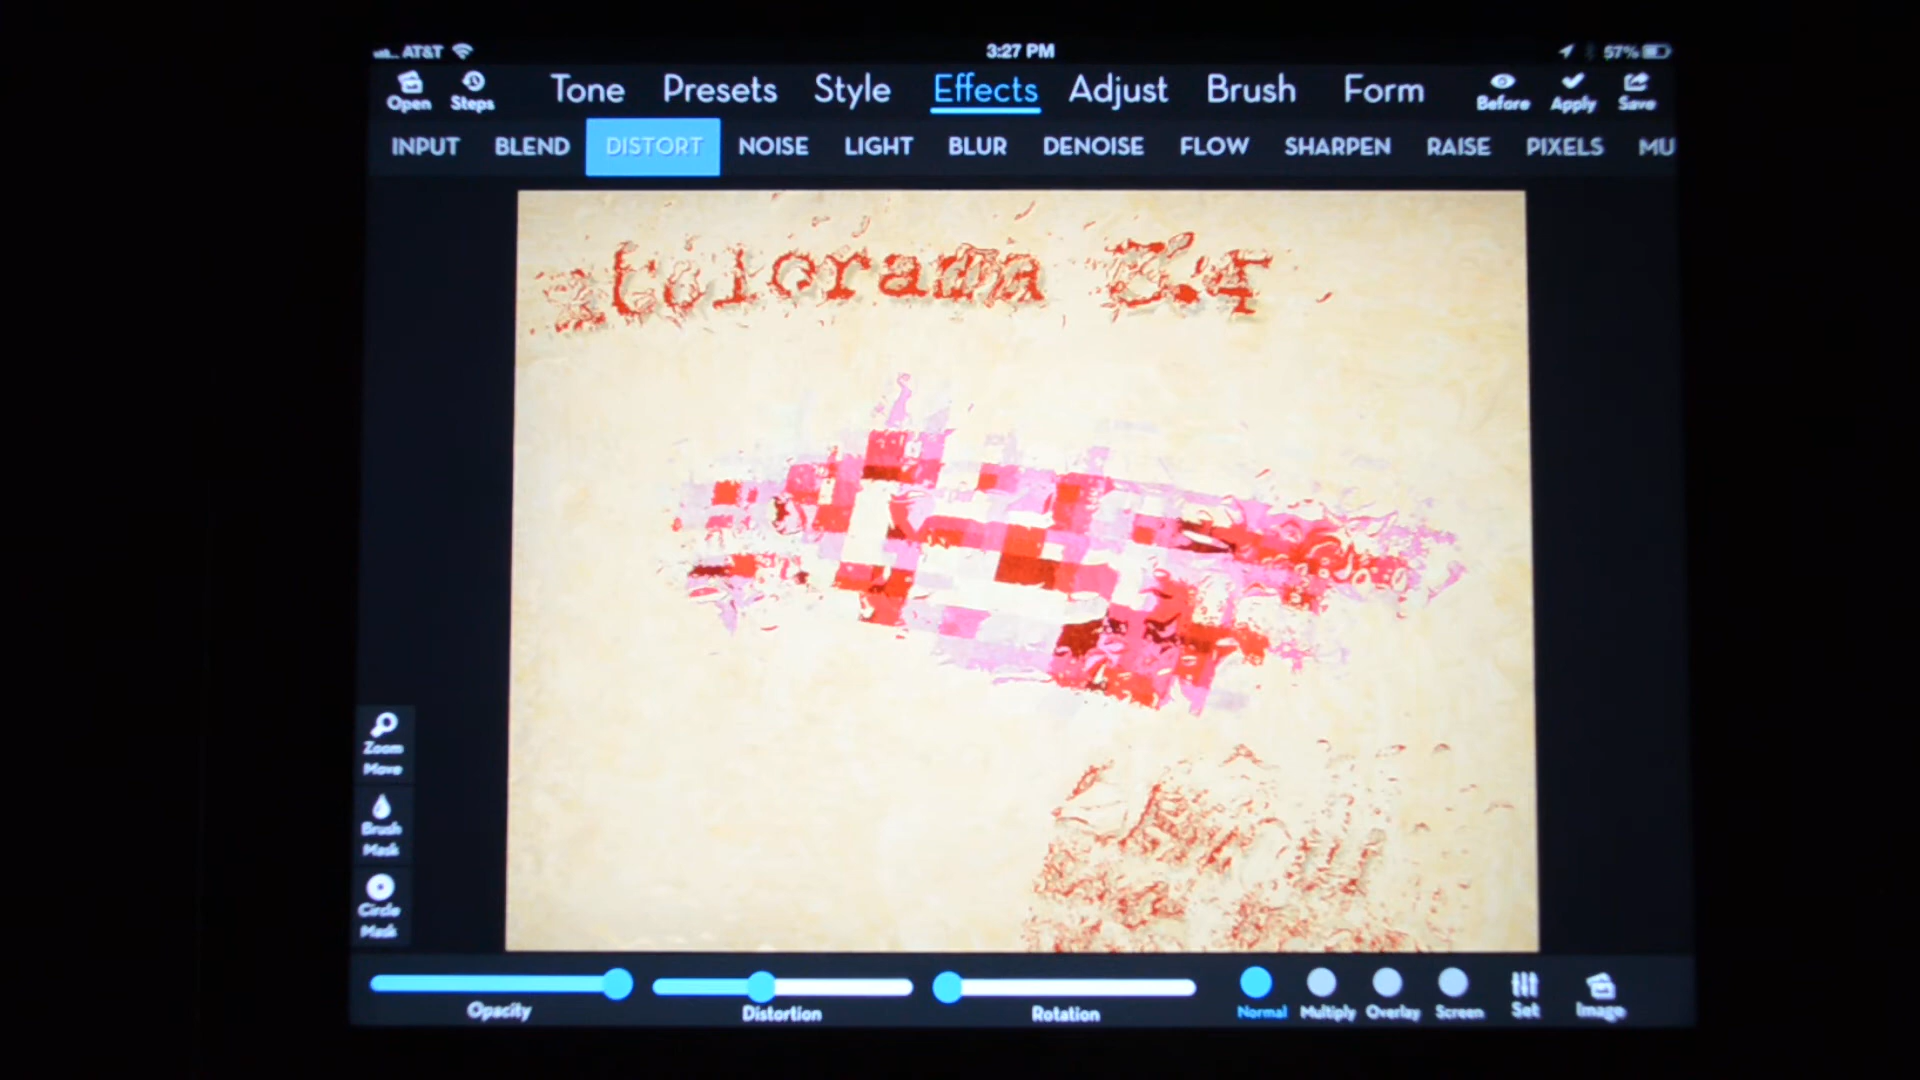 AT&T 3:27 PM 57%
Open Steps Tone Presets Style Effects Adjust Brush Form Before Apply Save
INPUT BLEND DISTORT NOISE LIGHT BLUR DENOISE FLOW SHARPEN RAISE PIXELS MU
Zoom
Move
Brush
Mask
Circle
Mask
Opacity Distortion Rotation Normal Multiply Overlay Screen Set Image